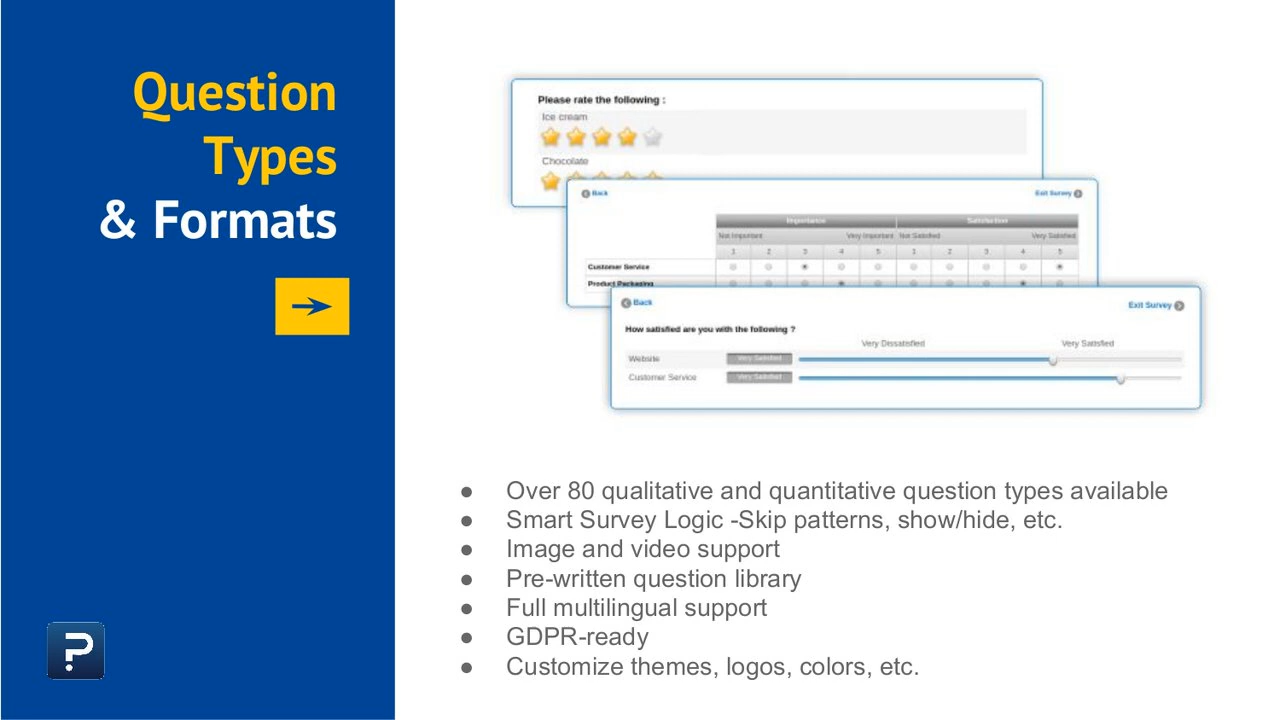 Question
Types
& Formats
Please rate the following :
Ice cream
Chocolate
Back
Exit Survey
Importance Satisfaction
Not Important Very Important Not Satisfied Very Satisfied
1 2 3 4 5 1 2 3 4 5
Customer Service
Product Packaging
Back
Exit Survey
How satisfied are you with the following ?
Very Dissatisfied Very Satisfied
Website Very Satisfied
Customer Service Very Satisfied
● Over 80 qualitative and quantitative question types available
● Smart Survey Logic -Skip patterns, show/hide, etc.
● Image and video support
● Pre-written question library
● Full multilingual support
● GDPR-ready
● Customize themes, logos, colors, etc.